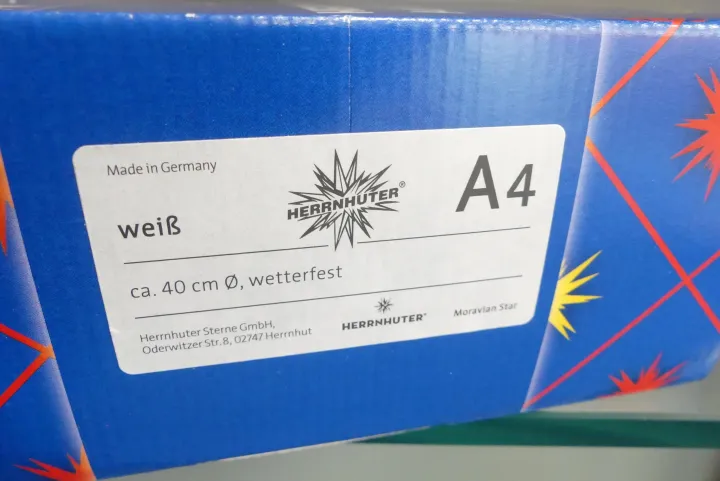 Made in Germany
HERRNHUTER®
A4
weiß
ca. 40 cm Ø, wetterfest
Herrnhuter Sterne GmbH,
Oderwitzer Str. 8, 02747 Herrnhut
HERRNHUTER®
Moravian Star